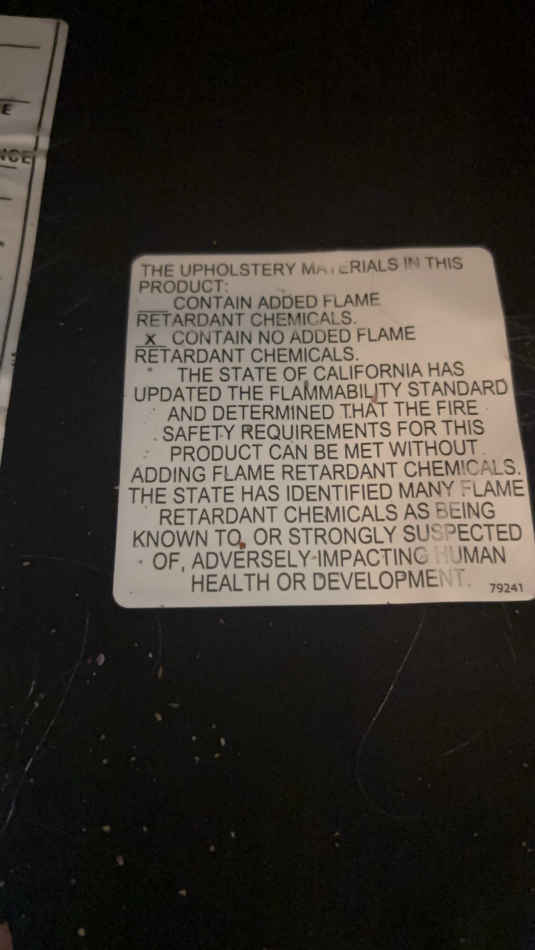 E
NCE
THE UPHOLSTERY MATERIALS IN THIS
PRODUCT:
___ CONTAIN ADDED FLAME
RETARDANT CHEMICALS.
_X_ CONTAIN NO ADDED FLAME
RETARDANT CHEMICALS.
THE STATE OF CALIFORNIA HAS
UPDATED THE FLAMMABILITY STANDARD
AND DETERMINED THAT THE FIRE
SAFETY REQUIREMENTS FOR THIS
PRODUCT CAN BE MET WITHOUT
ADDING FLAME RETARDANT CHEMICALS.
THE STATE HAS IDENTIFIED MANY FLAME
RETARDANT CHEMICALS AS BEING
KNOWN TO, OR STRONGLY SUSPECTED
OF, ADVERSELY IMPACTING HUMAN
HEALTH OR DEVELOPMENT.
79241